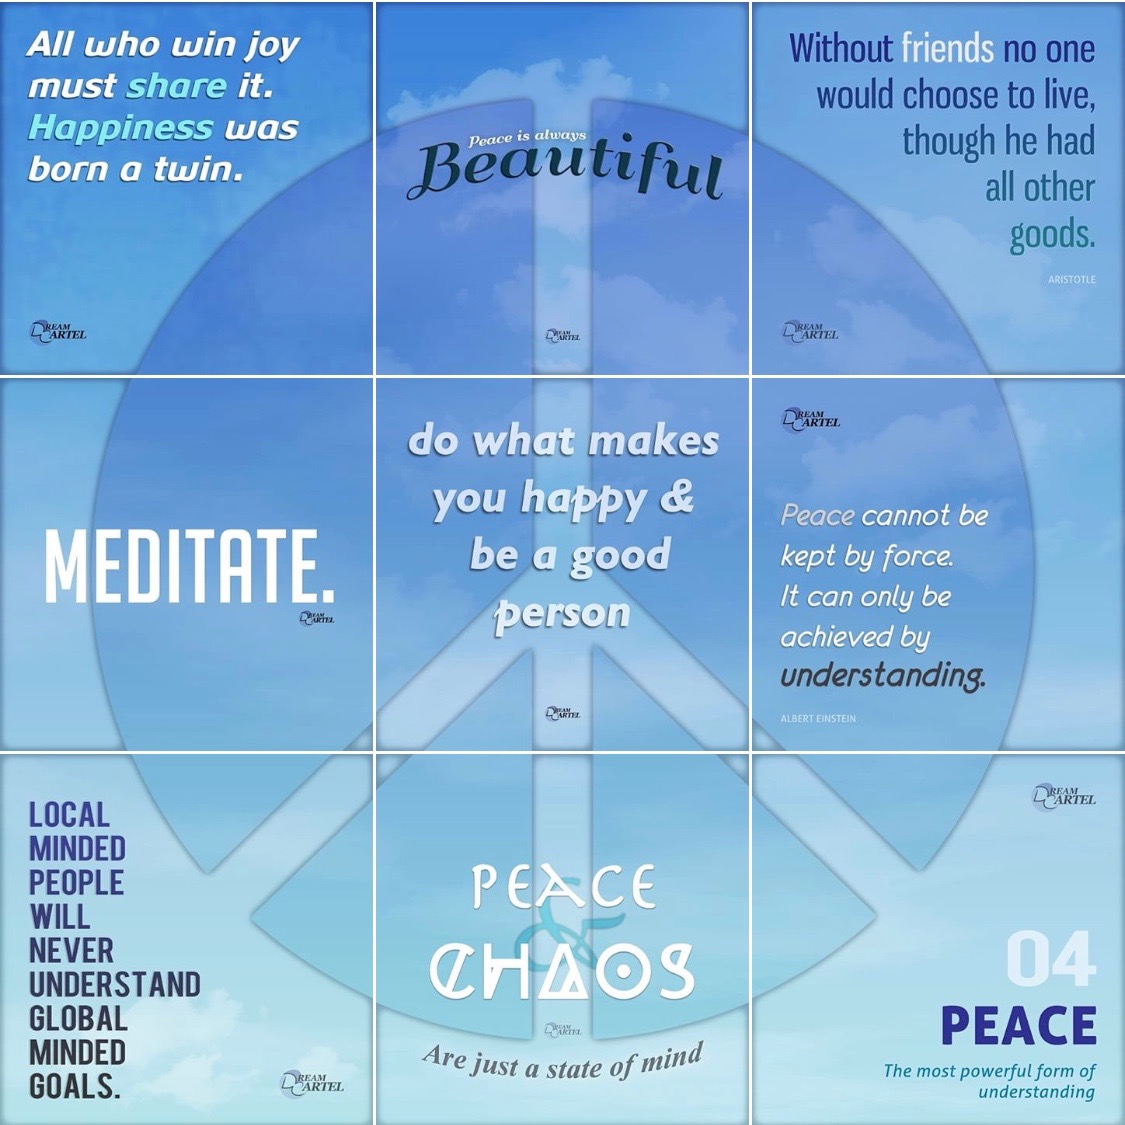 All who win joy
must share it.
Happiness was
born a twin.
DREAM
CARTEL
Peace is always
Beautiful
DREAM
CARTEL
Without friends no one
would choose to live,
though he had
all other
goods.
ARISTOTLE
DREAM
CARTEL
MEDITATE.
DREAM
CARTEL
do what makes
you happy &
be a good
person
DREAM
CARTEL
DREAM
CARTEL
Peace cannot be
kept by force.
It can only be
achieved by
understanding.
ALBERT EINSTEIN
LOCAL
MINDED
PEOPLE
WILL
NEVER
UNDERSTAND
GLOBAL
MINDED
GOALS.
DREAM
CARTEL
PEACE
&
CHAOS
DREAM
CARTEL
Are just a state of mind
DREAM
CARTEL
04
PEACE
The most powerful form of
understanding